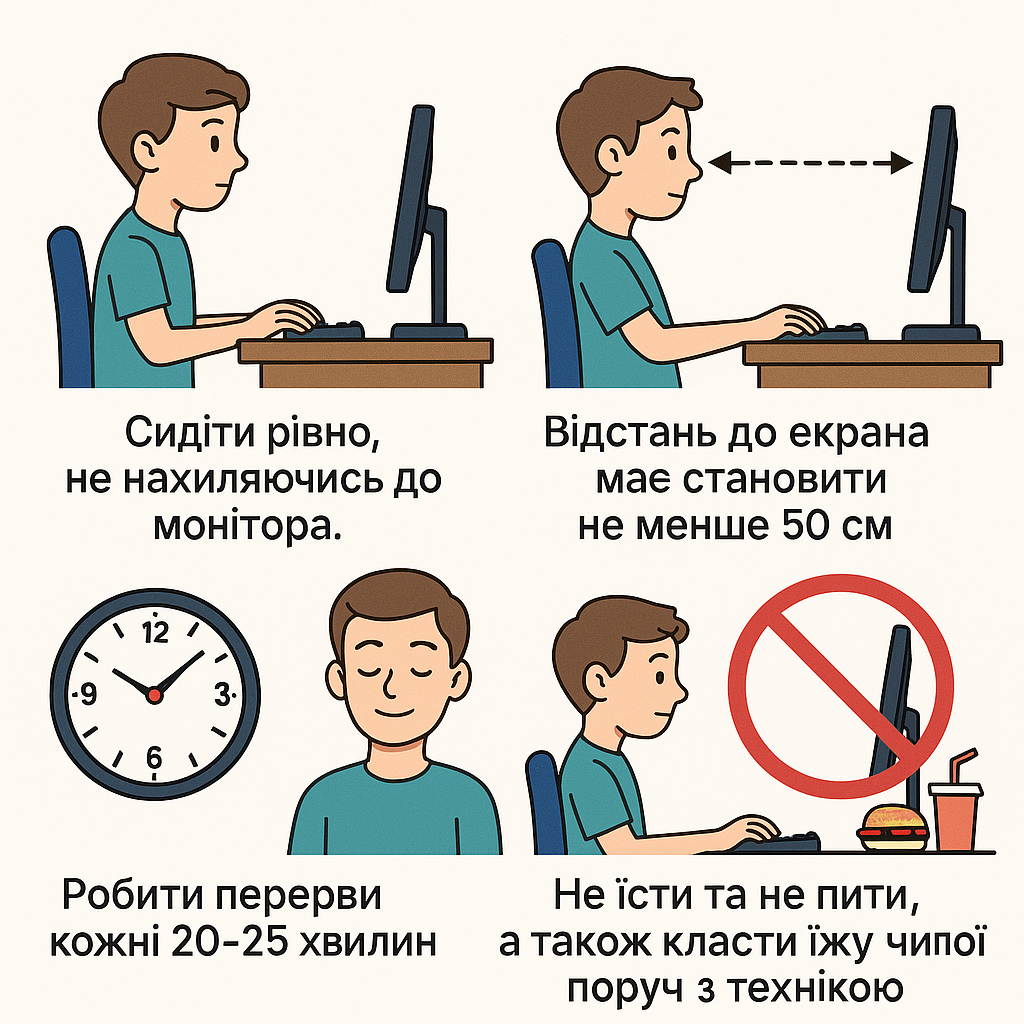 Сидіти рівно,
не нахиляючись до
монітора.
Відстань до екрана
має становити
не менше 50 см
12
9
3
6
Робити перерви
кожні 20-25 хвилин
Не їсти та не пити,
а також класти їжу чипої
поруч з технікою